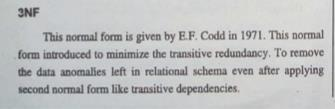 3NF
This normal form is given by E.F. Codd in 1971. This normal
form introduced to minimize the transitive redundancy. To remove
the data anomalies left in relational schema even after applying
second normal form like transitive dependencies.